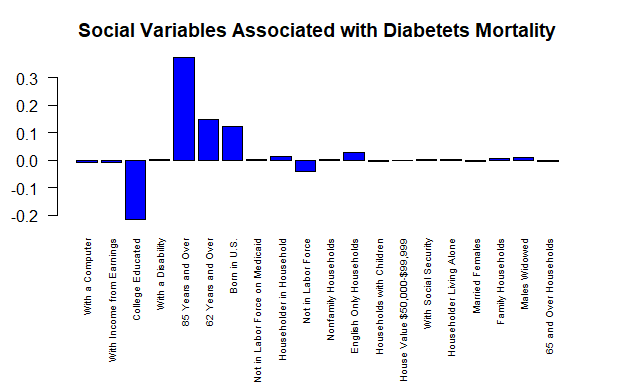 Social Variables Associated with Diabetets Mortality
0.3
0.2
0.1
0.0
-0.1
-0.2
With a Computer
With Income from Earnings
College Educated
With a Disability
85 Years and Over
62 Years and Over
Born in U.S.
Not in Labor Force on Medicaid
Householder in Household
Not in Labor Force
Nonfamily Households
English Only Households
Households with Children
House Value $50,000-$99,999
With Social Security
Householder Living Alone
Married Females
Family Households
Males Widowed
65 and Over Households